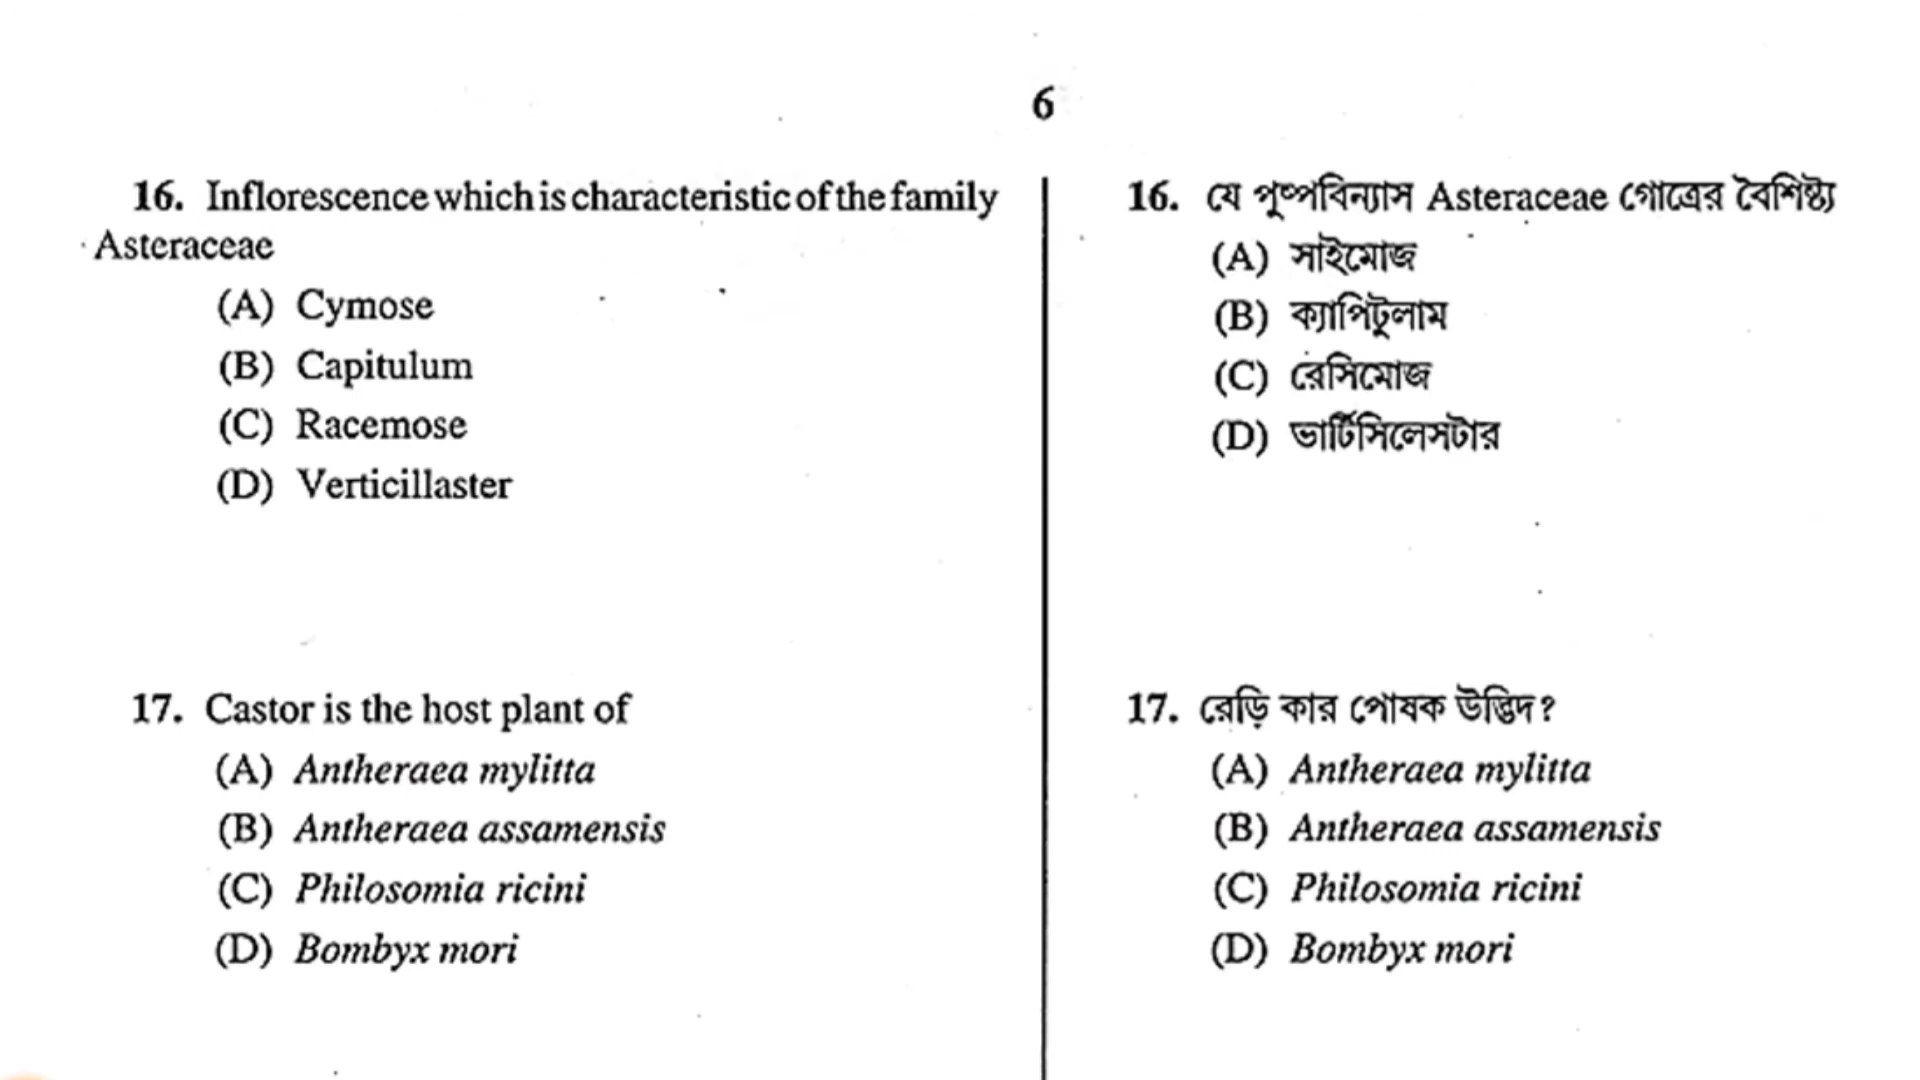 6
16. Inflorescence which is characteristic of the family
Asteraceae
(A) Cymose
(B) Capitulum
(C) Racemose
(D) Verticillaster
17. Castor is the host plant of
(A) Antheraea mylitta
(B) Antheraea assamensis
(C) Philosomia ricini
(D) Bombyx mori
16. যে পুষ্পবিন্যাস Asteraceae গোত্রের বৈশিষ্ট্য
(A) সাইমোজ
(B) ক্যাপিটুলাম
(C) রেসিমোজ
(D) ভার্টিসিলেসটার
17. রেড়ি কার পোষক উদ্ভিদ?
(A) Antheraea mylitta
(B) Antheraea assamensis
(C) Philosomia ricini
(D) Bombyx mori